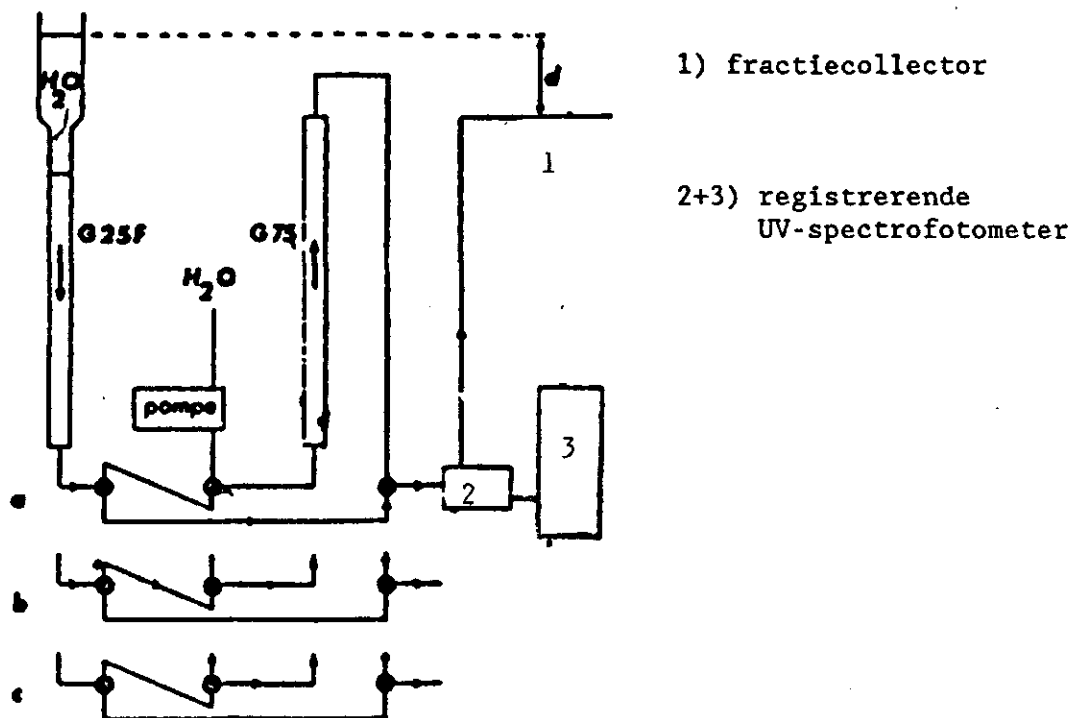 H2O
d
1) fractiecollector
1
2+3) registrerende
UV-spectrofotometer
G25F
G75
H2O
pompe
3
2
a
b
c